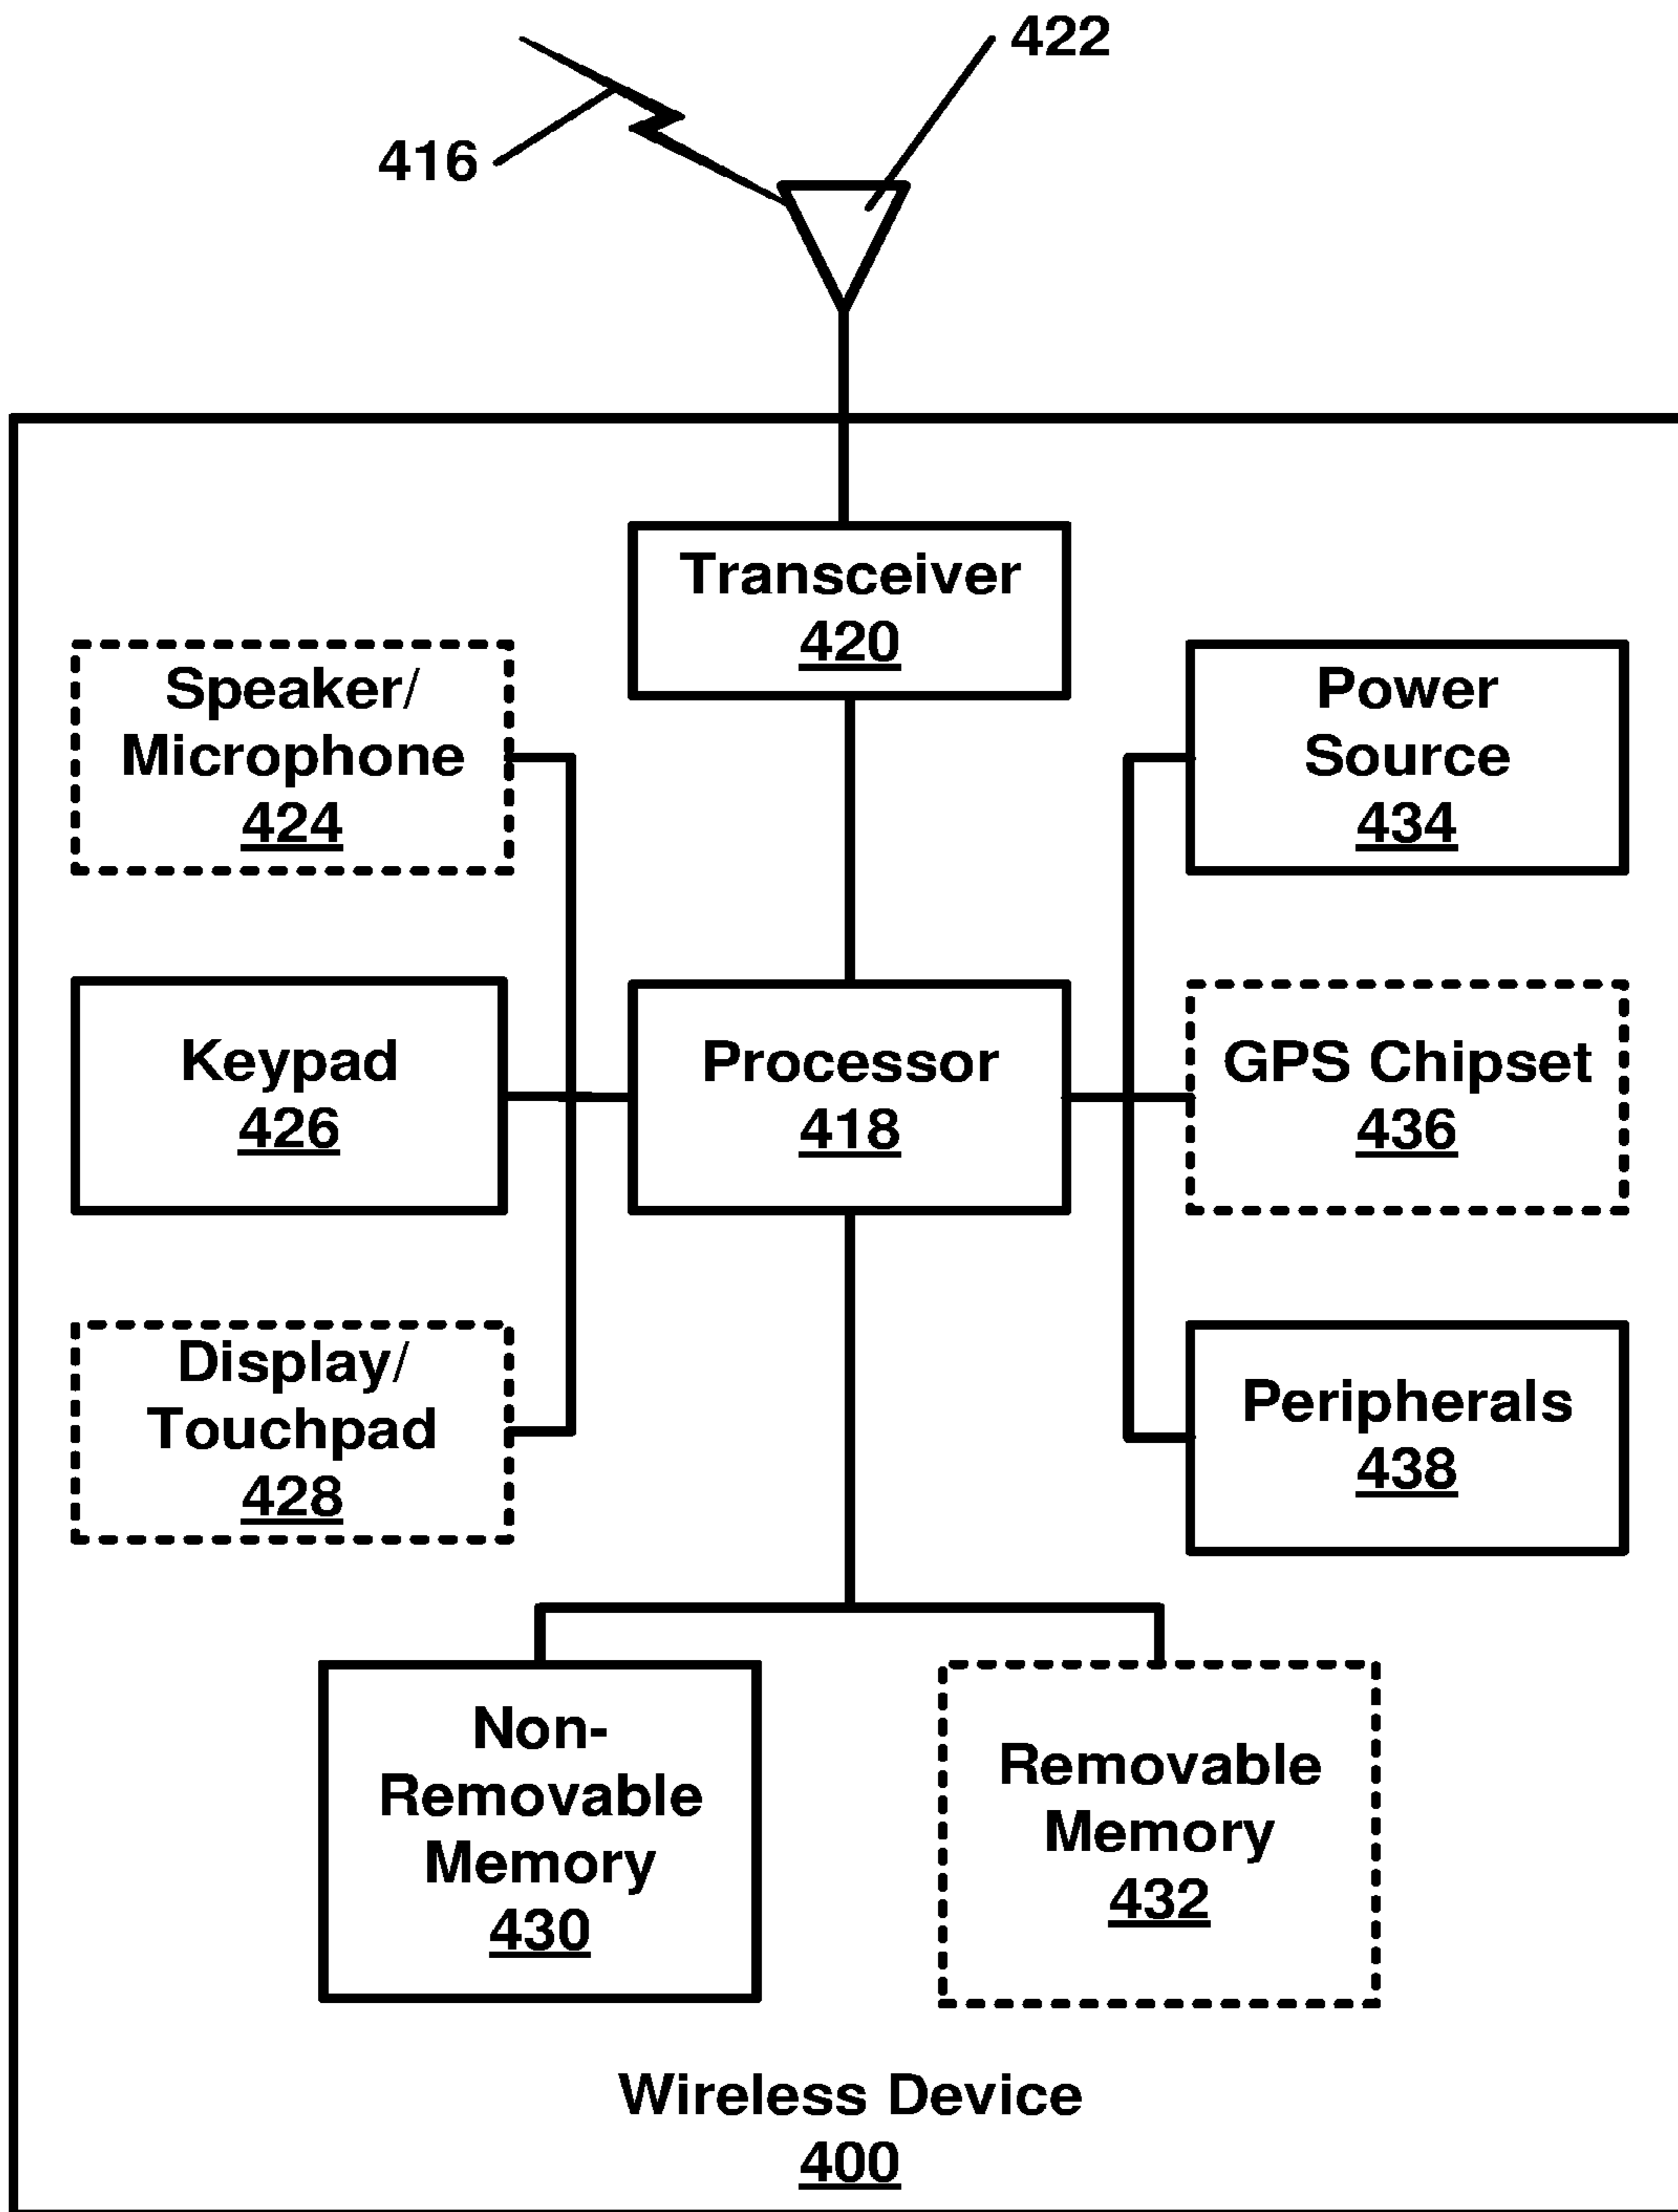 422
416
Transceiver
420
Speaker/
Microphone
424
Power
Source
434
Keypad
426
Processor
418
GPS Chipset
436
Display/
Touchpad
428
Peripherals
438
Non-
Removable
Memory
430
Removable
Memory
432
Wireless Device
400